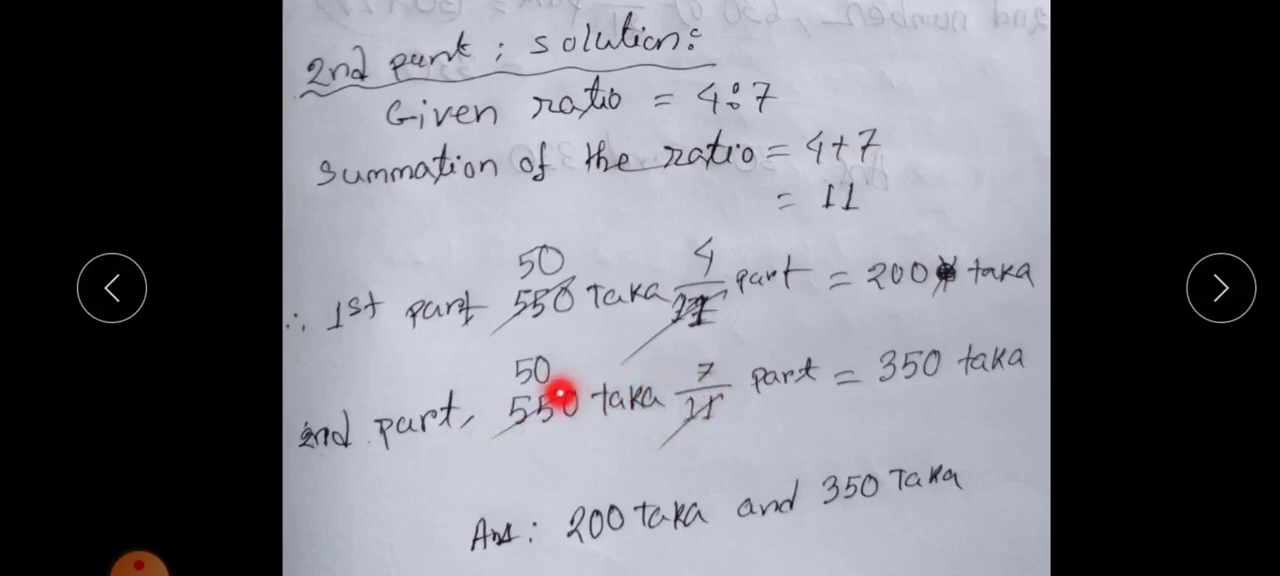 2nd part : solution:
Given ratio = 4:7
Summation of the ratio = 4+7
= 11
50 4
∴ 1st part 550 Taka 11 part = 200 taka
50 7
2nd part, 550 taka 11 part = 350 taka
Ans: 200 taka and 350 Taka